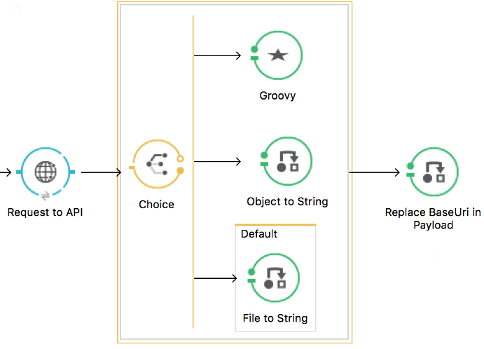 Groovy
Request to API
Choice
Object to String
Replace BaseUri in
Payload
Default
File to String